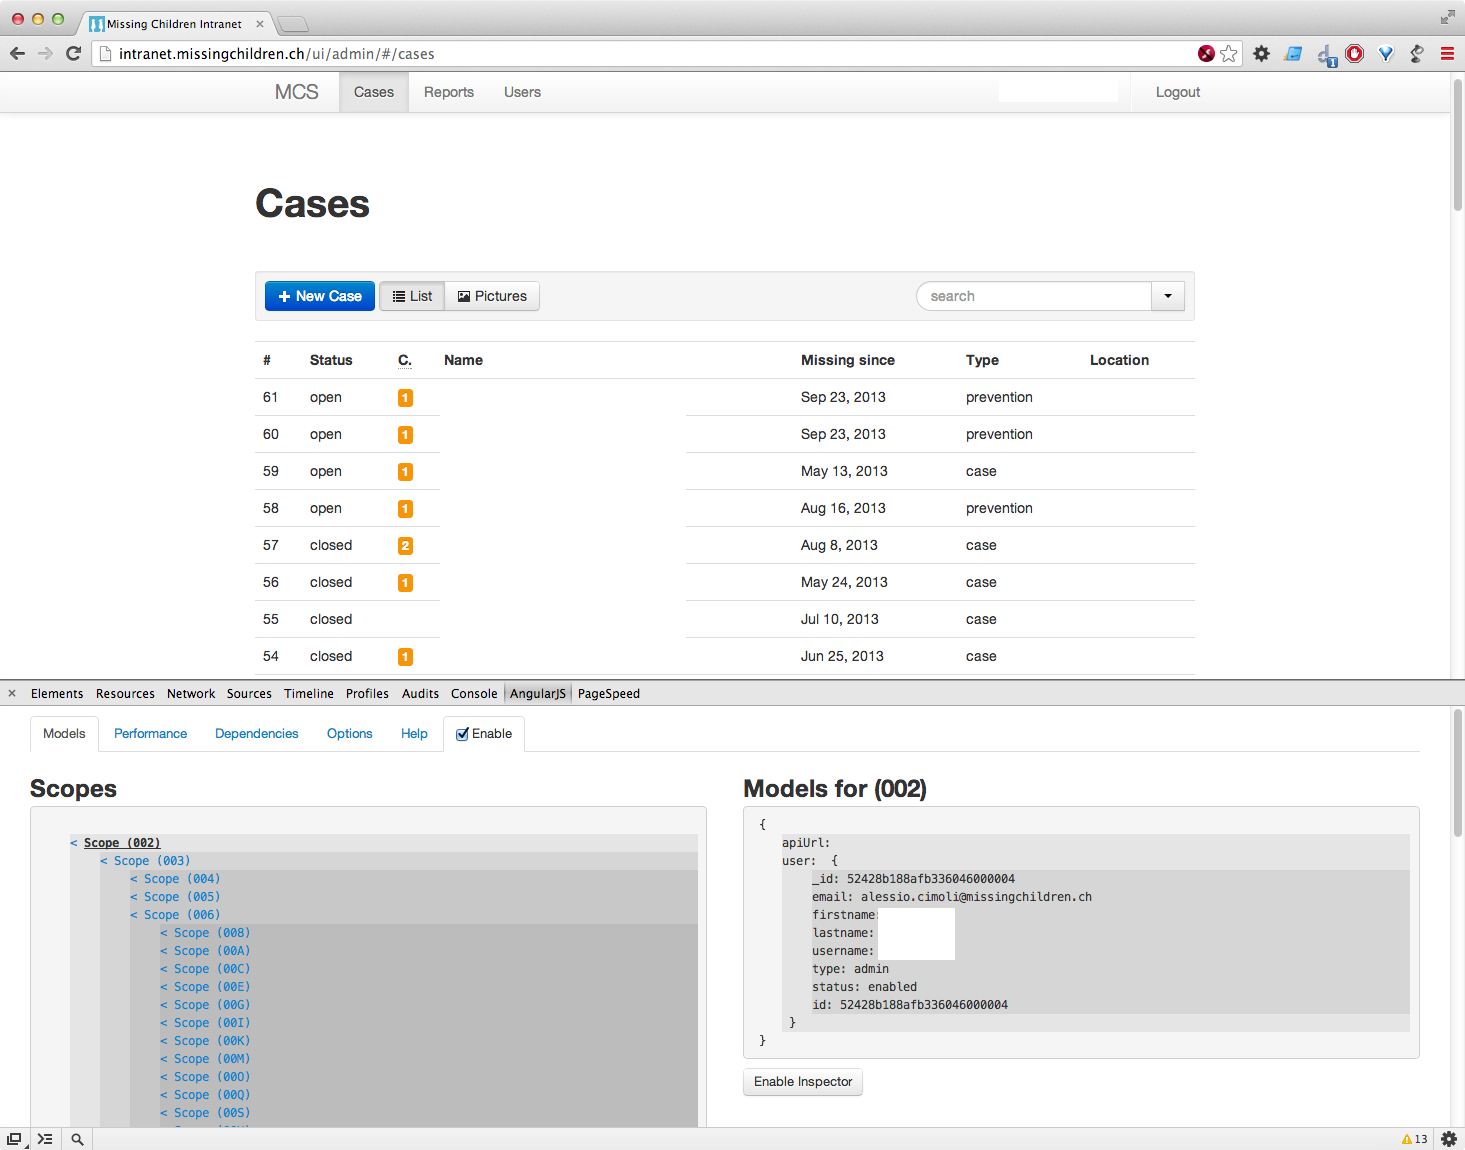 Missing Children Intranet
intranet.missingchildren.ch/ui/admin/#/cases
1
MCS Cases Reports Users Logout
Cases
New Case List Pictures search
# Status C. Name Missing since Type Location
61 open 1 Sep 23, 2013 prevention
60 open 1 Sep 23, 2013 prevention
59 open 1 May 13, 2013 case
58 open 1 Aug 16, 2013 prevention
57 closed 2 Aug 8, 2013 case
56 closed 1 May 24, 2013 case
55 closed Jul 10, 2013 case
54 closed 1 Jun 25, 2013 case
× Elements Resources Network Sources Timeline Profiles Audits Console AngularJS PageSpeed
Models Performance Dependencies Options Help Enable
Scopes
< Scope (002)
< Scope (003)
< Scope (004)
< Scope (005)
< Scope (006)
< Scope (008)
< Scope (00A)
< Scope (00C)
< Scope (00E)
< Scope (00G)
< Scope (00I)
< Scope (00K)
< Scope (00M)
< Scope (00O)
< Scope (00Q)
< Scope (00S)
Models for (002)
{
apiUrl:
user: {
_id: 52428b188afb336046000004
email: alessio.cimoli@missingchildren.ch
firstname:
lastname:
username:
type: admin
status: enabled
id: 52428b188afb336046000004
}
}
Enable Inspector
13